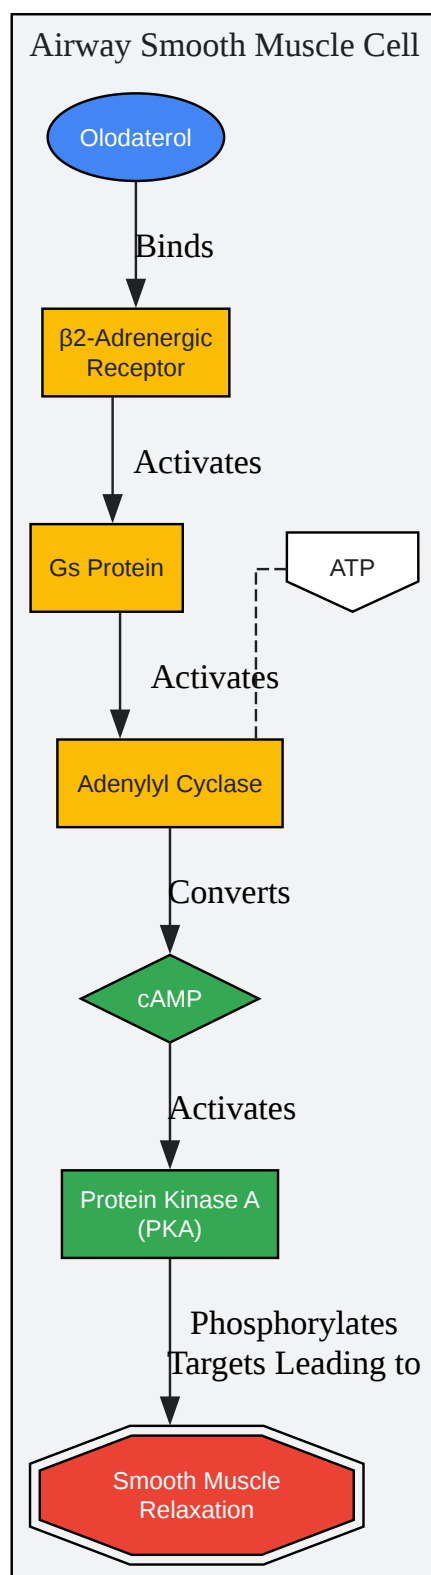 Airway Smooth Muscle Cell
Olodaterol
Binds
β2-Adrenergic
Receptor
Activates
Gs Protein
ATP
Activates
Adenylyl Cyclase
Converts
cAMP
Activates
Protein Kinase A
(PKA)
Phosphorylates
Targets Leading to
Smooth Muscle
Relaxation